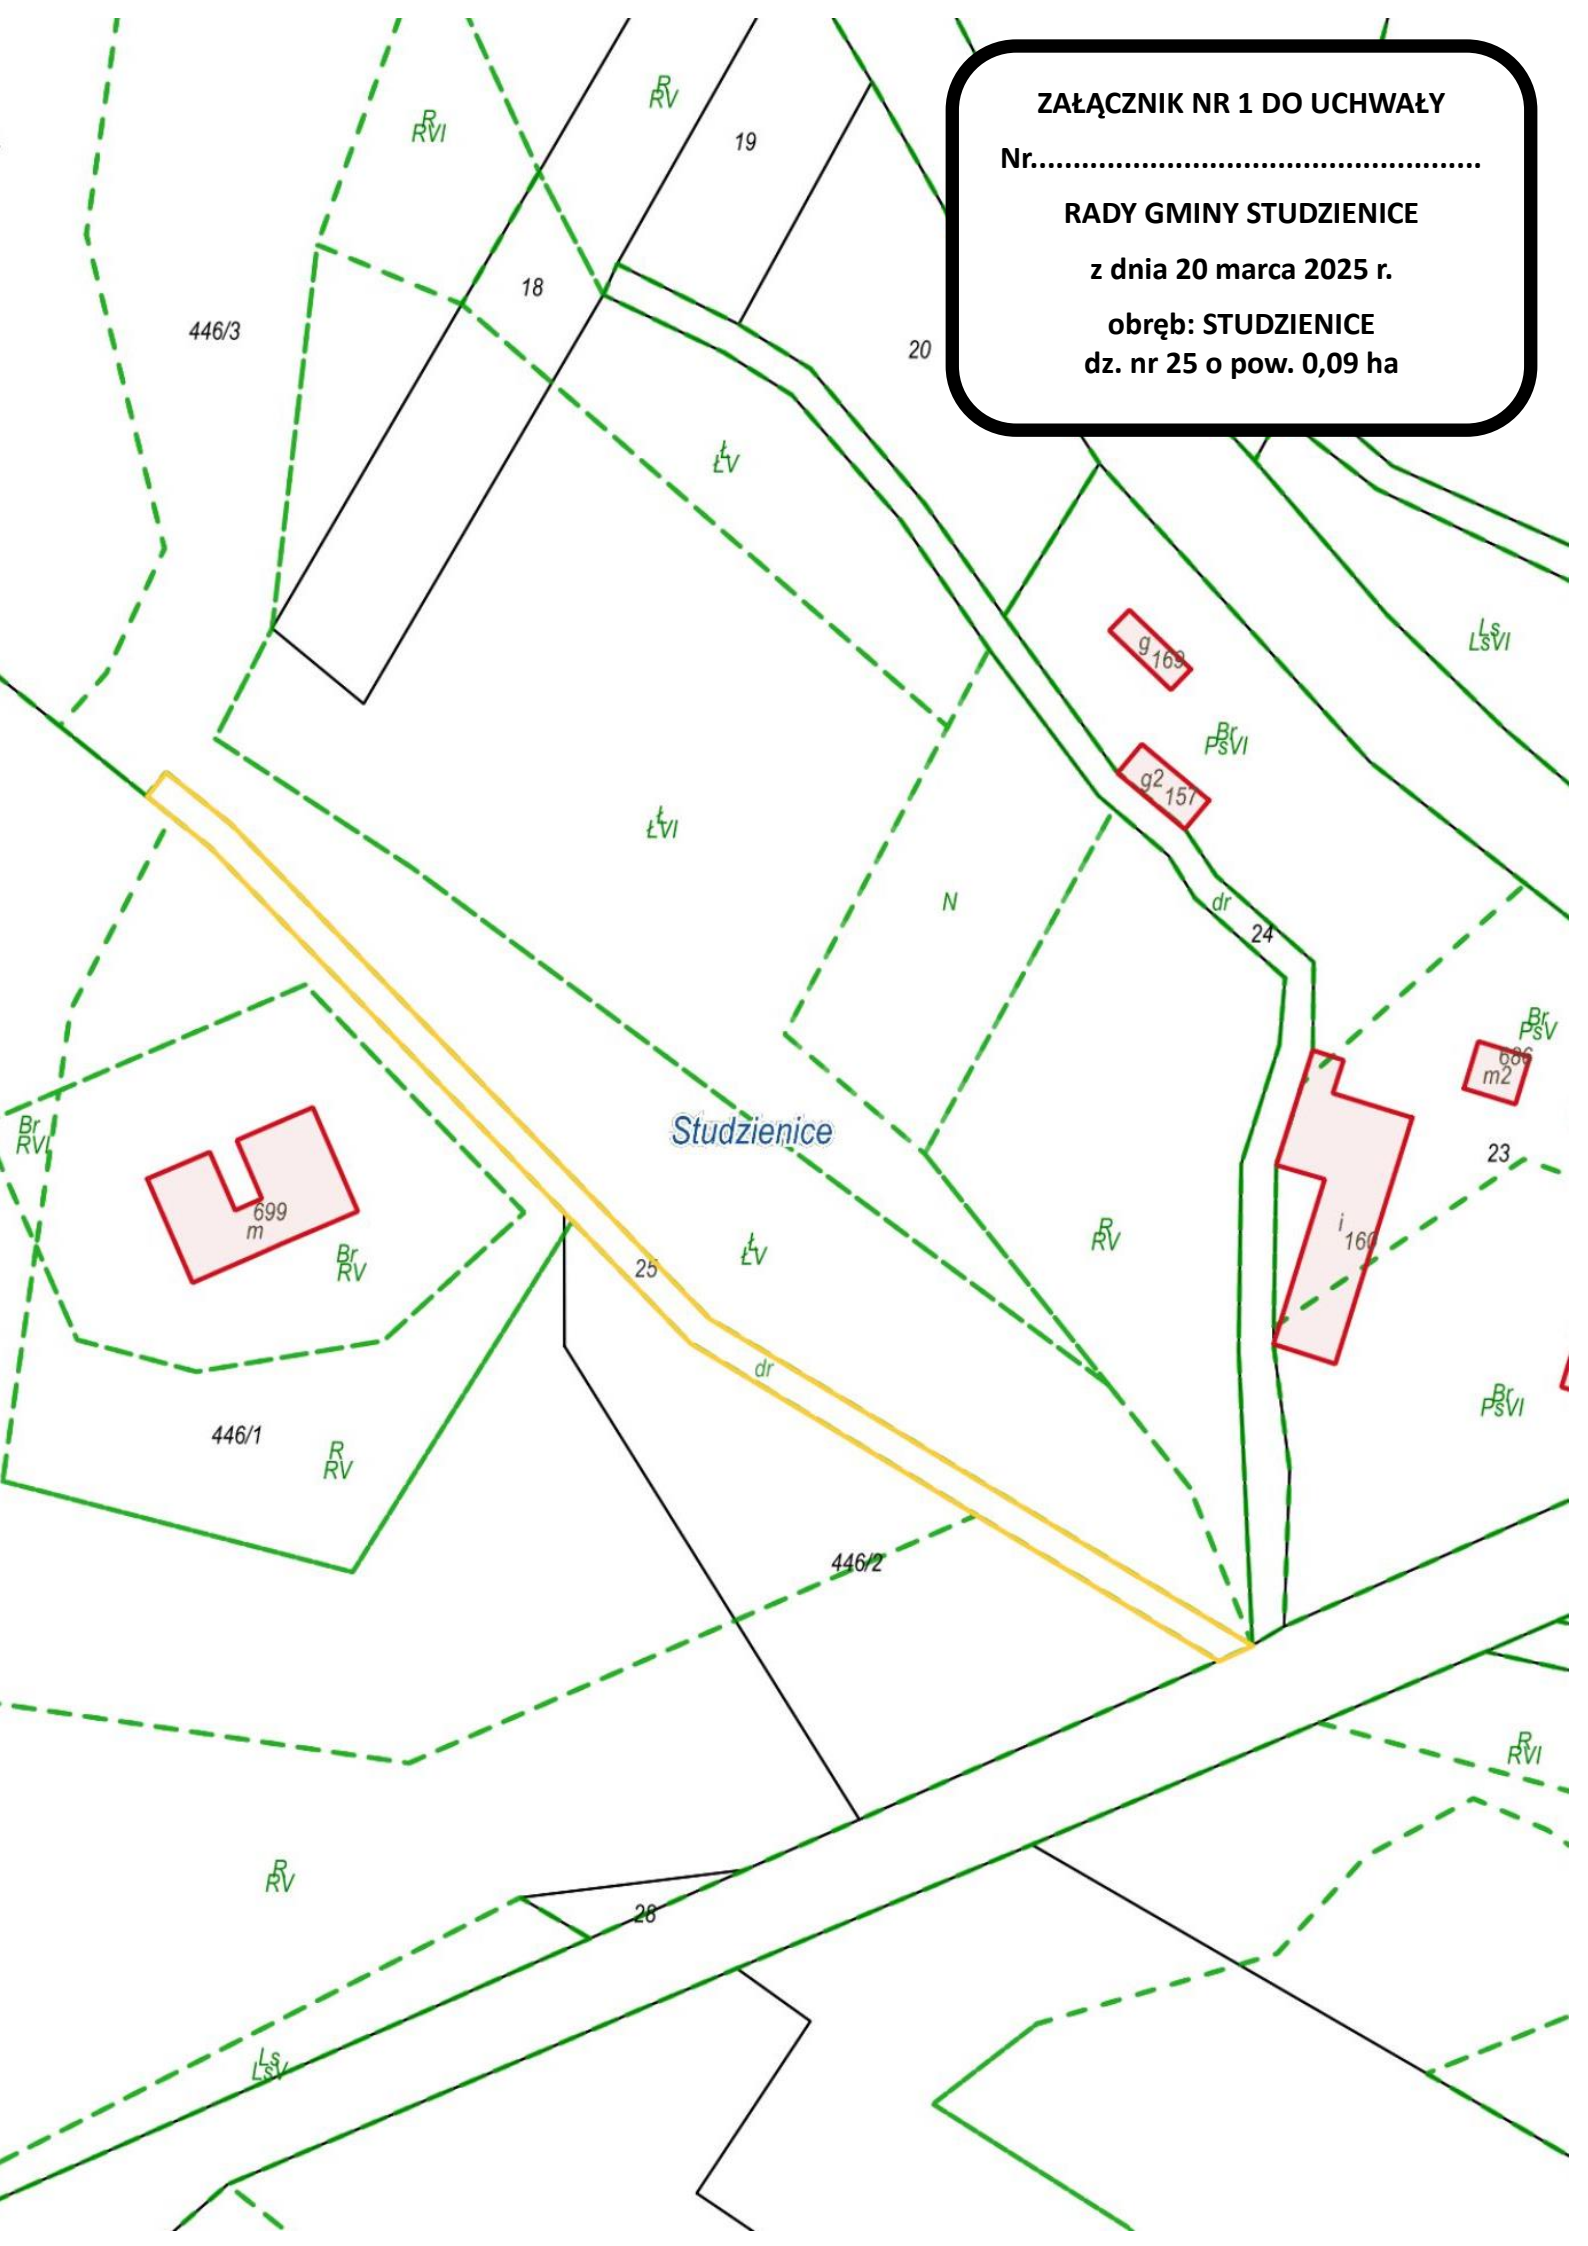 ZAŁĄCZNIK NR 1 DO UCHWAŁY
Nr.....................................................
RADY GMINY STUDZIENICE
z dnia 20 marca 2025 r.
obręb: STUDZIENICE
dz. nr 25 o pow. 0,09 ha
R
RV
R
RVI
19
18
446/3
20
Ł
ŁV
g
169
Ls
LsVI
Br
PsVI
g2
157
Ł
ŁVI
N
dr
24
Br
PsV
686
m2
Br
RVI
Studzienice
23
699
m
Br
RV
R
RV
i
160
Ł
ŁV
25
dr
Br
PsVI
446/1
R
RV
446/2
R
RVI
R
RV
28
Ls
LsV